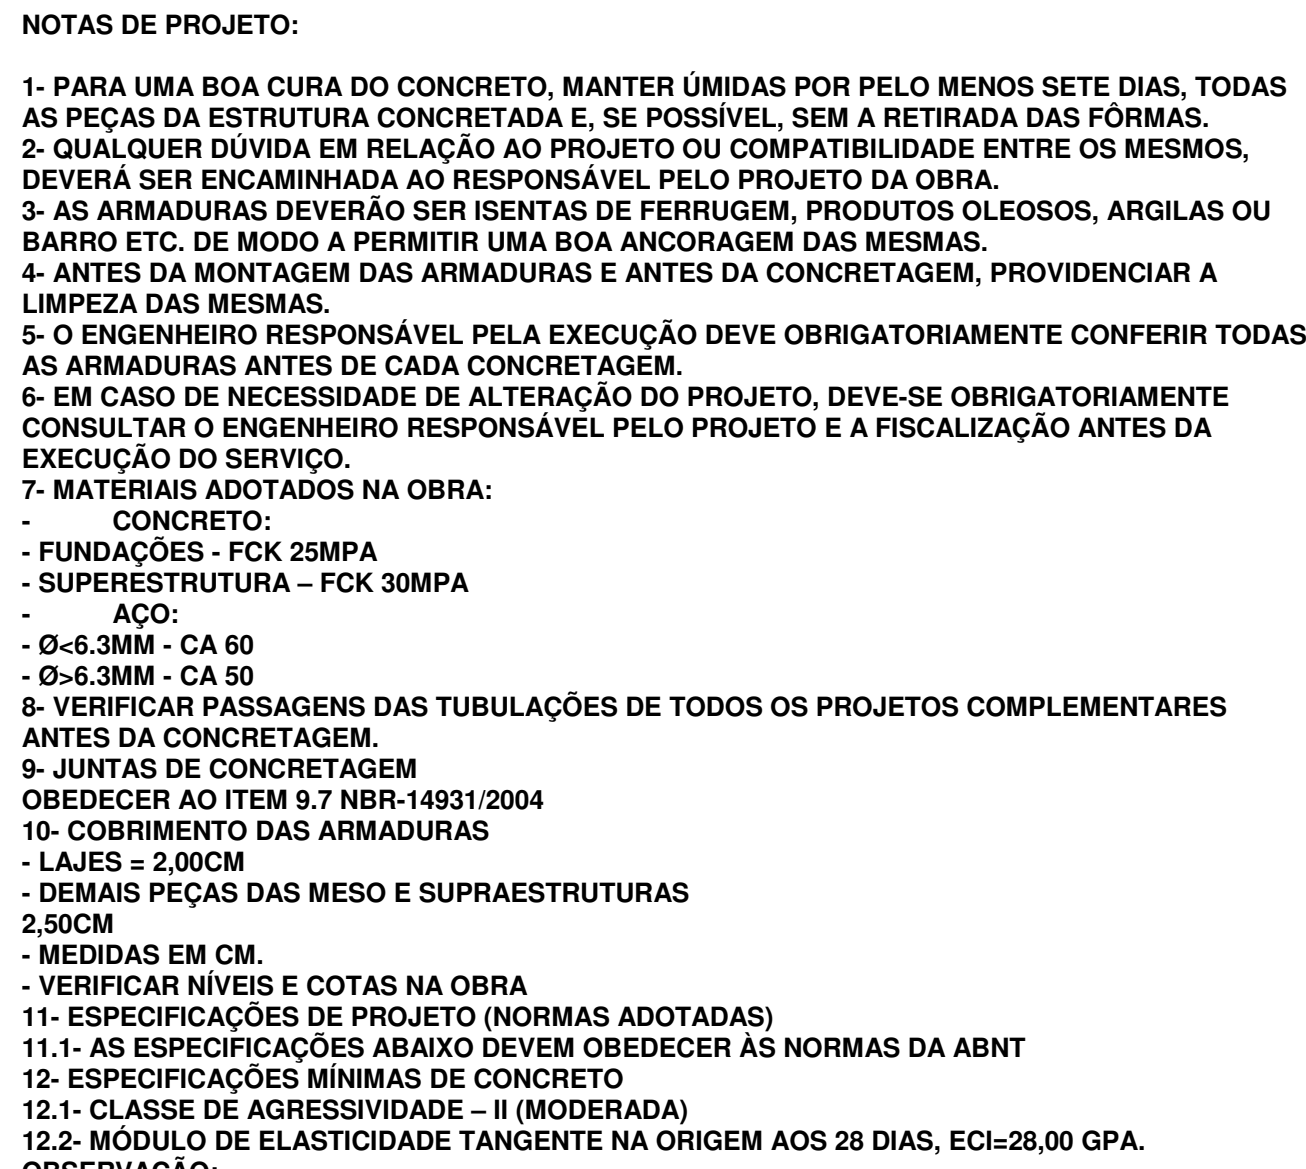 NOTAS DE PROJETO:
1- PARA UMA BOA CURA DO CONCRETO, MANTER ÚMIDAS POR PELO MENOS SETE DIAS, TODAS
AS PEÇAS DA ESTRUTURA CONCRETADA E, SE POSSÍVEL, SEM A RETIRADA DAS FÔRMAS.
2- QUALQUER DÚVIDA EM RELAÇÃO AO PROJETO OU COMPATIBILIDADE ENTRE OS MESMOS,
DEVERÁ SER ENCAMINHADA AO RESPONSÁVEL PELO PROJETO DA OBRA.
3- AS ARMADURAS DEVERÃO SER ISENTAS DE FERRUGEM, PRODUTOS OLEOSOS, ARGILAS OU
BARRO ETC. DE MODO A PERMITIR UMA BOA ANCORAGEM DAS MESMAS.
4- ANTES DA MONTAGEM DAS ARMADURAS E ANTES DA CONCRETAGEM, PROVIDENCIAR A
LIMPEZA DAS MESMAS.
5- O ENGENHEIRO RESPONSÁVEL PELA EXECUÇÃO DEVE OBRIGATORIAMENTE CONFERIR TODAS
AS ARMADURAS ANTES DE CADA CONCRETAGEM.
6- EM CASO DE NECESSIDADE DE ALTERAÇÃO DO PROJETO, DEVE-SE OBRIGATORIAMENTE
CONSULTAR O ENGENHEIRO RESPONSÁVEL PELO PROJETO E A FISCALIZAÇÃO ANTES DA
EXECUÇÃO DO SERVIÇO.
7- MATERIAIS ADOTADOS NA OBRA:
- CONCRETO:
- FUNDAÇÕES - FCK 25MPA
- SUPERESTRUTURA – FCK 30MPA
- AÇO:
- Ø<6.3MM - CA 60
- Ø>6.3MM - CA 50
8- VERIFICAR PASSAGENS DAS TUBULAÇÕES DE TODOS OS PROJETOS COMPLEMENTARES
ANTES DA CONCRETAGEM.
9- JUNTAS DE CONCRETAGEM
OBEDECER AO ITEM 9.7 NBR-14931/2004
10- COBRIMENTO DAS ARMADURAS
- LAJES = 2,00CM
- DEMAIS PEÇAS DAS MESO E SUPRAESTRUTURAS
2,50CM
- MEDIDAS EM CM.
- VERIFICAR NÍVEIS E COTAS NA OBRA
11- ESPECIFICAÇÕES DE PROJETO (NORMAS ADOTADAS)
11.1- AS ESPECIFICAÇÕES ABAIXO DEVEM OBEDECER ÀS NORMAS DA ABNT
12- ESPECIFICAÇÕES MÍNIMAS DE CONCRETO
12.1- CLASSE DE AGRESSIVIDADE – II (MODERADA)
12.2- MÓDULO DE ELASTICIDADE TANGENTE NA ORIGEM AOS 28 DIAS, ECI=28,00 GPA.
OBSERVAÇÃO: